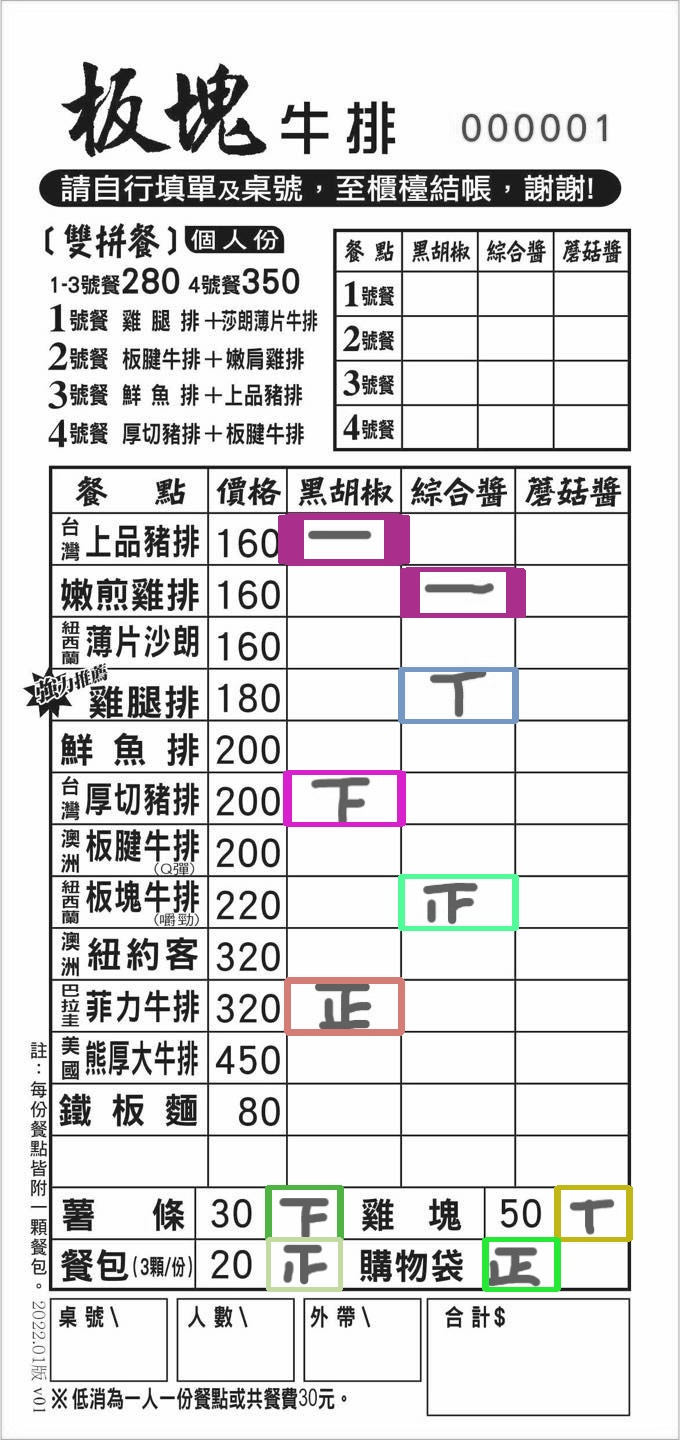 板塊牛排 000001
請自行填單及桌號，至櫃檯結帳，謝謝!
〔雙拼餐〕個人份
1-3號餐280 4號餐350
1號餐 雞腿排＋莎朗薄片牛排
2號餐 板腱牛排＋嫩肩雞排
3號餐 鮮魚排＋上品豬排
4號餐 厚切豬排＋板腱牛排
餐點 黑胡椒 綜合醬 蘑菇醬
1號餐
2號餐
3號餐
4號餐
餐點 價格 黑胡椒 綜合醬 蘑菇醬
台灣 上品豬排 160 一
嫩煎雞排 160 一
紐西蘭 薄片沙朗 160
強力推薦 雞腿排 180 丅
鮮魚排 200
台灣 厚切豬排 200 下
澳洲 板腱牛排 (Q彈) 200
紐西蘭 板塊牛排 (嚼勁) 220
澳洲 紐約客 320
巴拉圭 菲力牛排 320 正
美國 熊厚大牛排 450
鐵板麵 80
薯條 30 下 雞塊 50 丅
餐包(3顆/份) 20 購物袋 正
桌號\ 人數\ 外帶\ 合計$
※低消為一人一份餐點或共餐費30元。
註：每份餐點皆附一顆餐包。2022.01版 v01